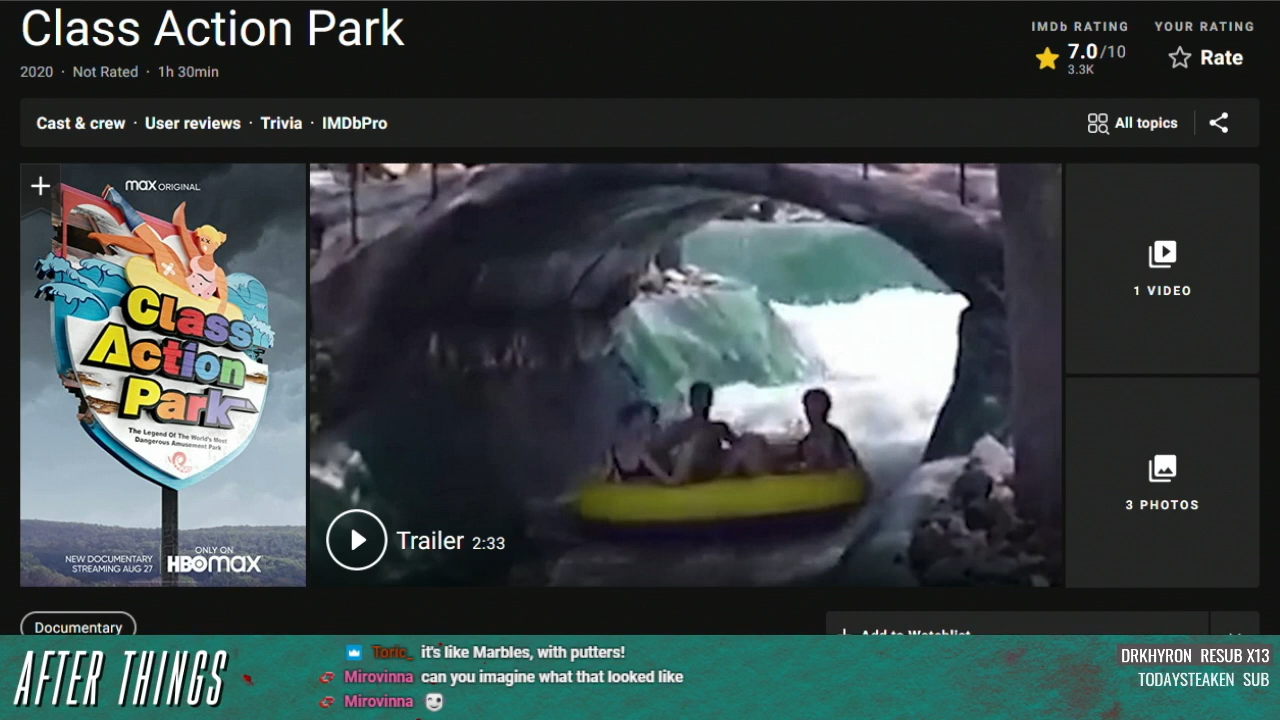 Class Action Park
IMDb RATING
YOUR RATING
7.0/10
3.3K
Rate
2020 · Not Rated · 1h 30min
Cast & crew · User reviews · Trivia · IMDbPro
All topics
max ORIGINAL
Class
Action
Park
The Legend Of The World's Most
Dangerous Amusement Park
NEW DOCUMENTARY
STREAMING AUG 27
ONLY ON
HBOmax
Trailer 2:33
1 VIDEO
3 PHOTOS
Documentary
Add to Watchlist
AFTER THINGS
Toric_ it's like Marbles, with putters!
Mirovinna can you imagine what that looked like
Mirovinna
DRKHYRON RESUB X13
TODAYSTEAKEN SUB